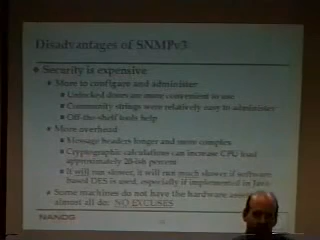 Disadvantages of SNMPv3
Security is expensive
More to configure and administer
Unlocked doors are more convenient to use
Community strings were relatively easy to administer
Off-the-shelf tools help
More overhead
Message headers longer and more complex
Cryptographic calculations can increase CPU load
approximately 20-ish percent
It will run slower, it will run much slower if software
based DES is used, especially if implemented in Java
Some machines do not have the hardware
almost all do: NO EXCUSES
NANOG